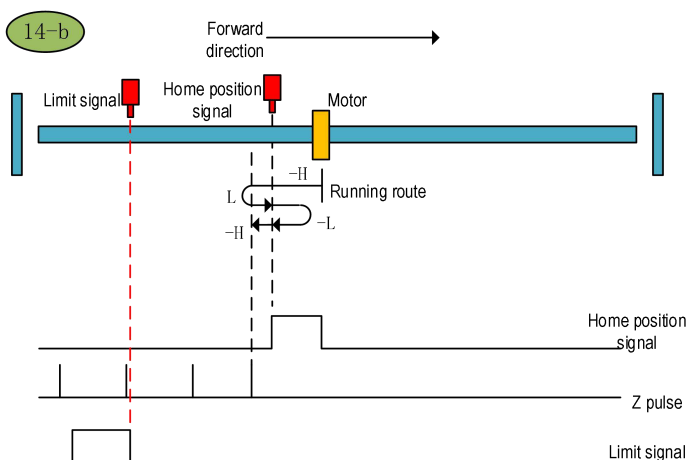 14-b
Forward
direction
Limit signal
Home position
signal
Motor
-H
L
Running route
-L
-H
Home position
signal
Z pulse
Limit signal